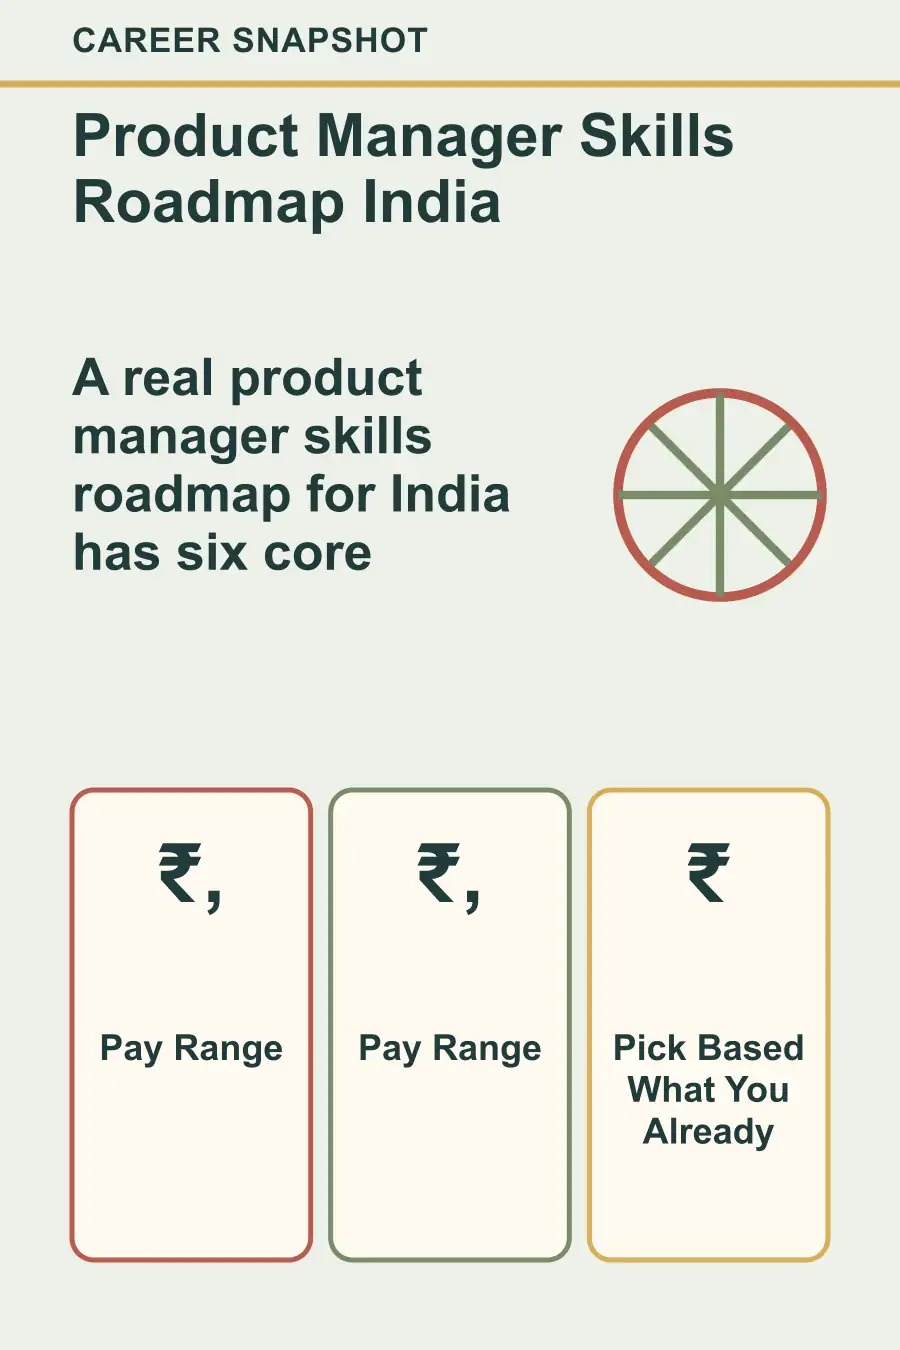 CAREER SNAPSHOT
Product Manager Skills
Roadmap India
A real product
manager skills
roadmap for India
has six core
₹,
Pay Range
₹,
Pay Range
₹
Pick Based
What You
Already